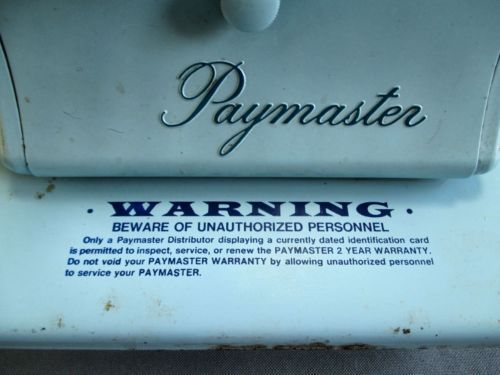 Paymaster
· WARNING ·
BEWARE OF UNAUTHORIZED PERSONNEL
Only a Paymaster Distributor displaying a currently dated identification card
is permitted to inspect, service, or renew the PAYMASTER 2 YEAR WARRANTY.
Do not void your PAYMASTER WARRANTY by allowing unauthorized personnel
to service your PAYMASTER.